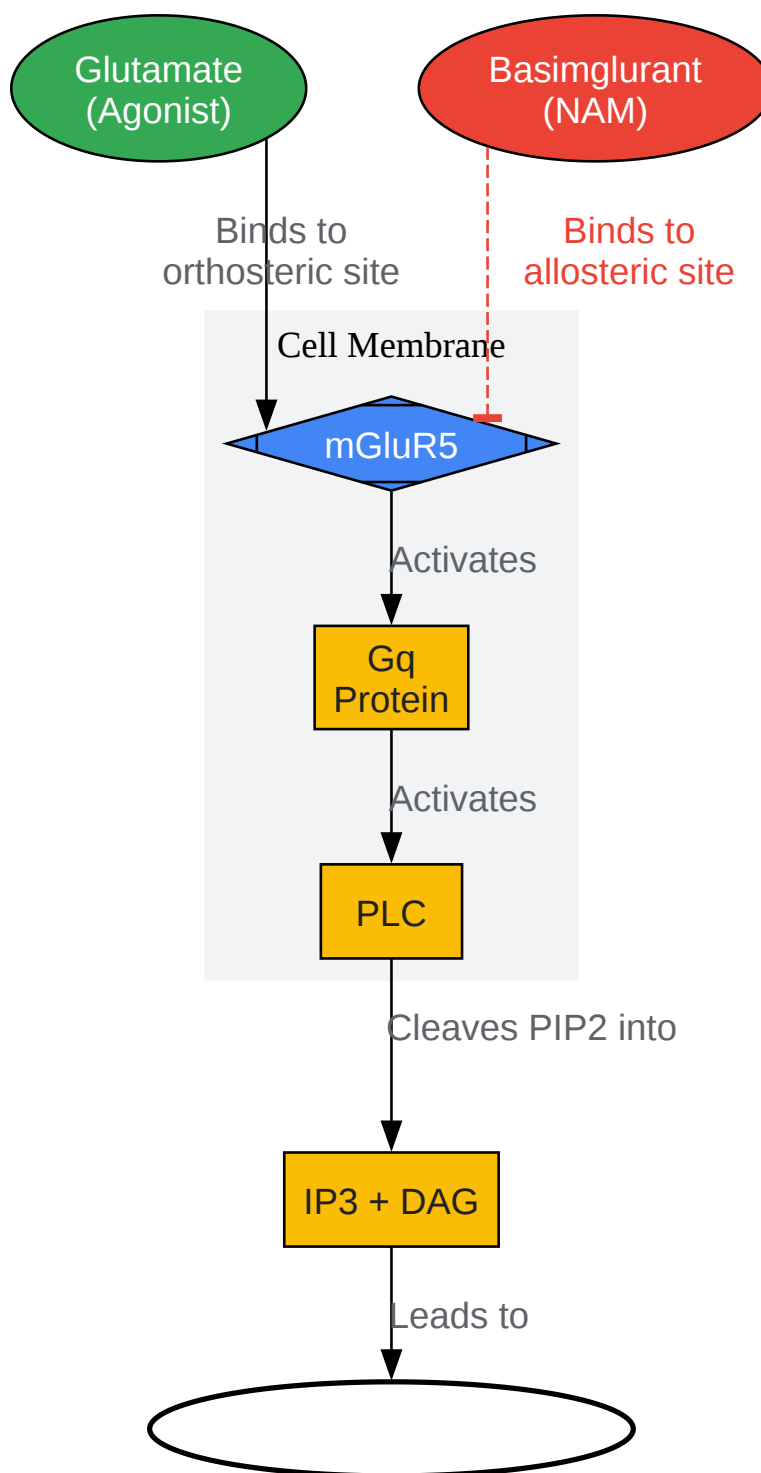 Glutamate
(Agonist)
Basimglurant
(NAM)
Binds to
orthosteric site
Binds to
allosteric site
Cell Membrane
mGluR5
Activates
Gq
Protein
Activates
PLC
Cleaves PIP2 into
IP3 + DAG
Leads to